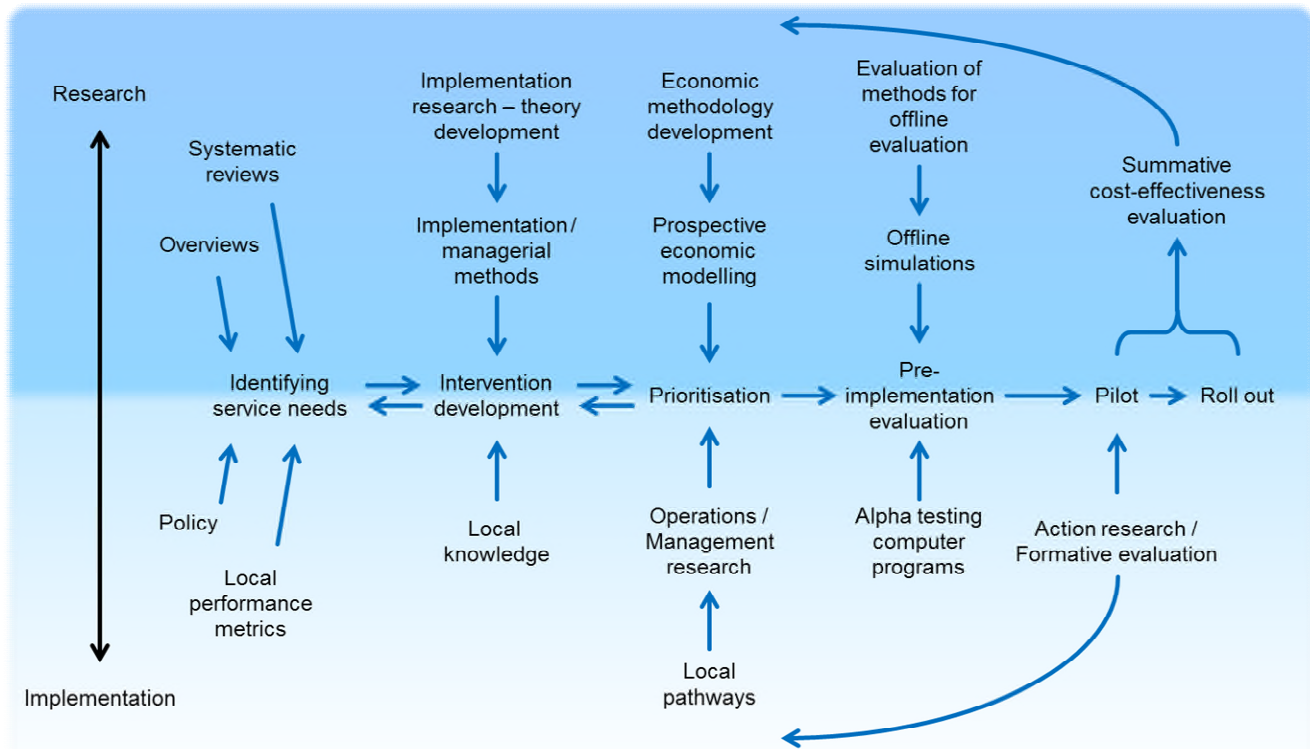 Research
Implementation
Systematic
reviews
Overviews
Identifying
service needs
Policy
Local
performance
metrics
Implementation
research – theory
development
Implementation /
managerial
methods
Intervention
development
Local
knowledge
Economic
methodology
development
Prospective
economic
modelling
Prioritisation
Operations /
Management
research
Local
pathways
Evaluation of
methods for
offline
evaluation
Offline
simulations
Pre-
implementation
evaluation
Alpha testing
computer
programs
Summative
cost-effectiveness
evaluation
Pilot
Roll out
Action research /
Formative evaluation